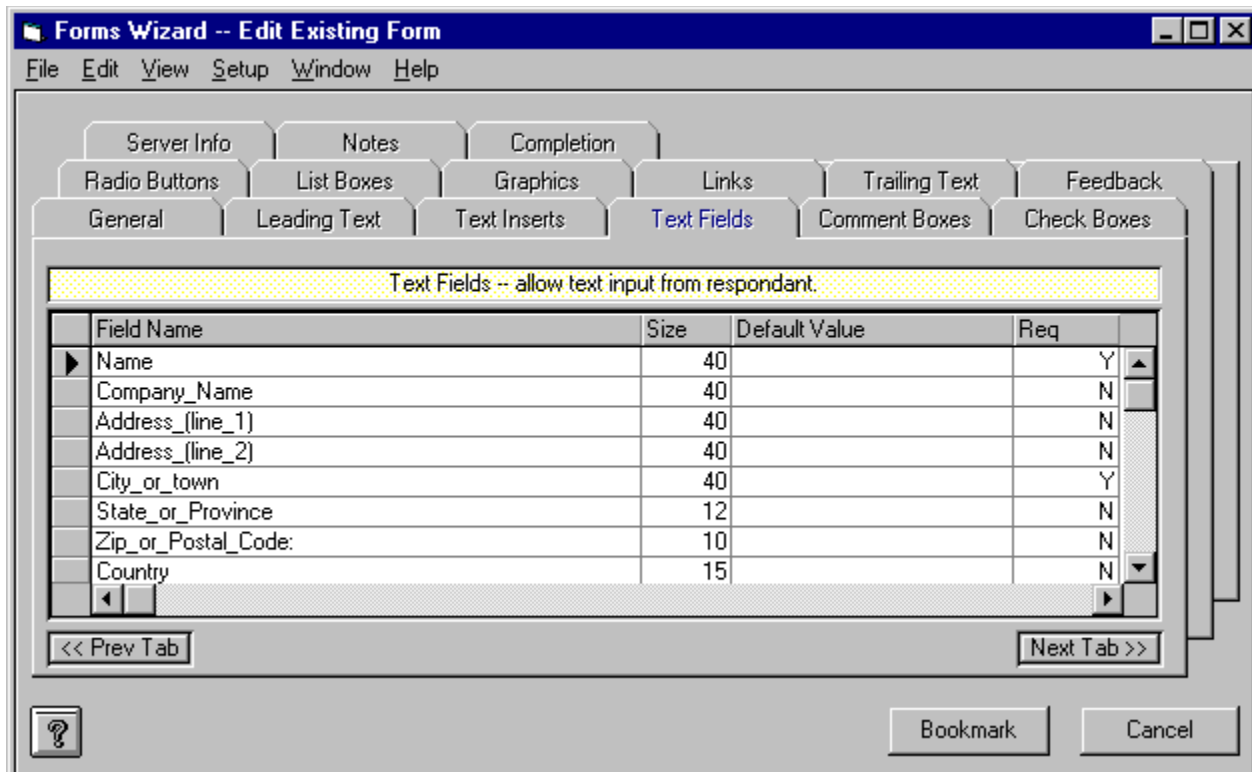 Forms Wizard -- Edit Existing Form
File Edit View Setup Window Help
Server Info Notes Completion
Radio Buttons List Boxes Graphics Links Trailing Text Feedback
General Leading Text Text Inserts Text Fields Comment Boxes Check Boxes
Text Fields -- allow text input from respondant.
Field Name Size Default Value Req
Name 40 Y
Company_Name 40 N
Address_(line_1) 40 N
Address_(line_2) 40 N
City_or_town 40 Y
State_or_Province 12 N
Zip_or_Postal_Code: 10 N
Country 15 N
<< Prev Tab Next Tab >>
? Bookmark Cancel